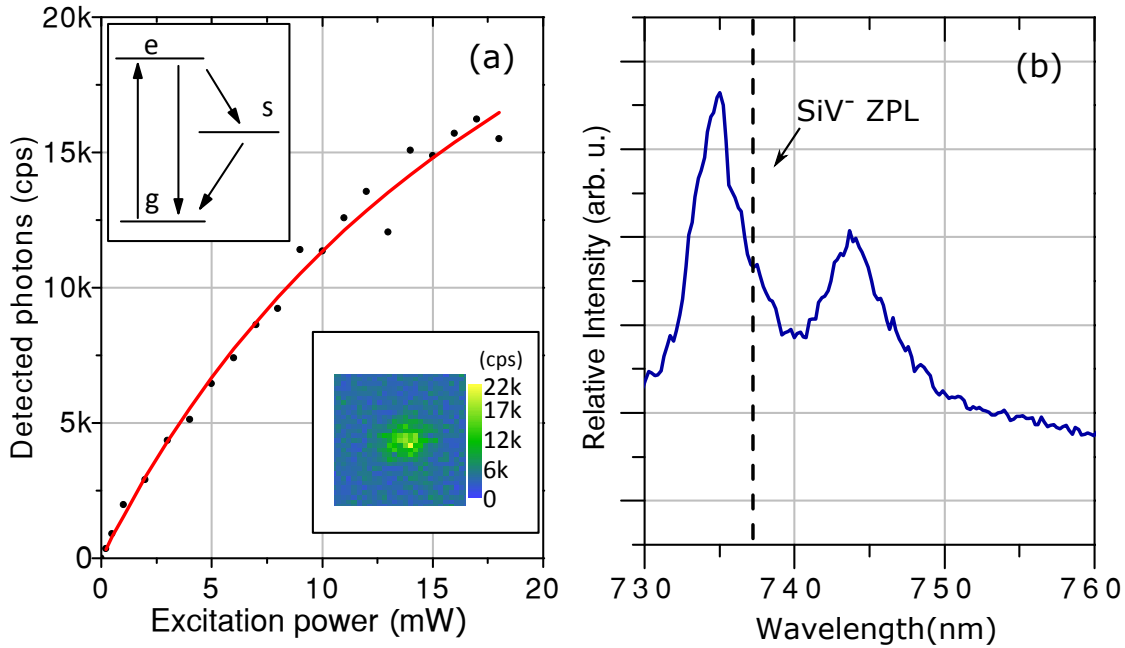 20k
15k
10k
5k
0
Detected photons (cps)
(a)
e
s
g
(cps)
22k
17k
12k
6k
0
0 5 10 15 20
Excitation power (mW)
(b)
SiV⁻ ZPL
Relative Intensity (arb. u.)
730 740 750 760
Wavelength(nm)